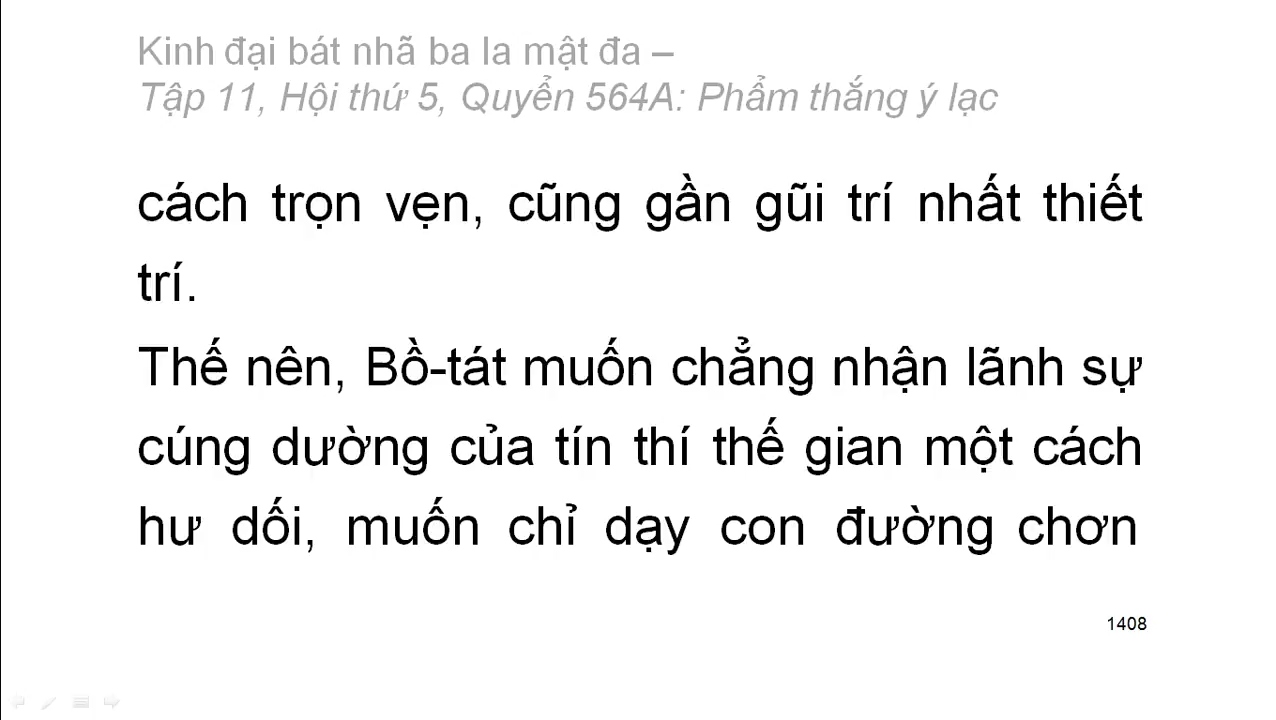 Kinh đại bát nhã ba la mật đa –
Tập 11, Hội thứ 5, Quyển 564A: Phẩm thắng ý lạc
cách trọn vẹn, cũng gần gũi trí nhất thiết
trí.
Thế nên, Bồ-tát muốn chẳng nhận lãnh sự
cúng dường của tín thí thế gian một cách
hư dối, muốn chỉ dạy con đường chơn
1408